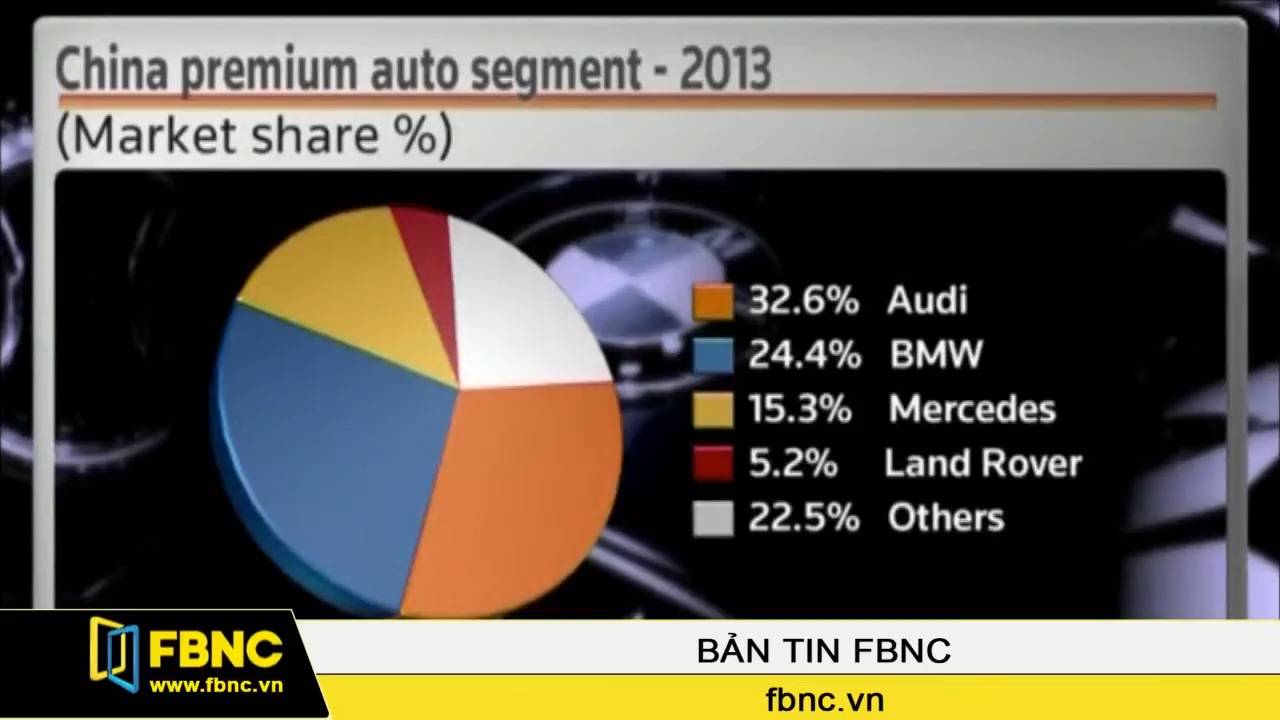 China premium auto segment - 2013
(Market share %)
32.6% Audi
24.4% BMW
15.3% Mercedes
5.2% Land Rover
22.5% Others
FBNC
www.fbnc.vn
BẢN TIN FBNC
fbnc.vn